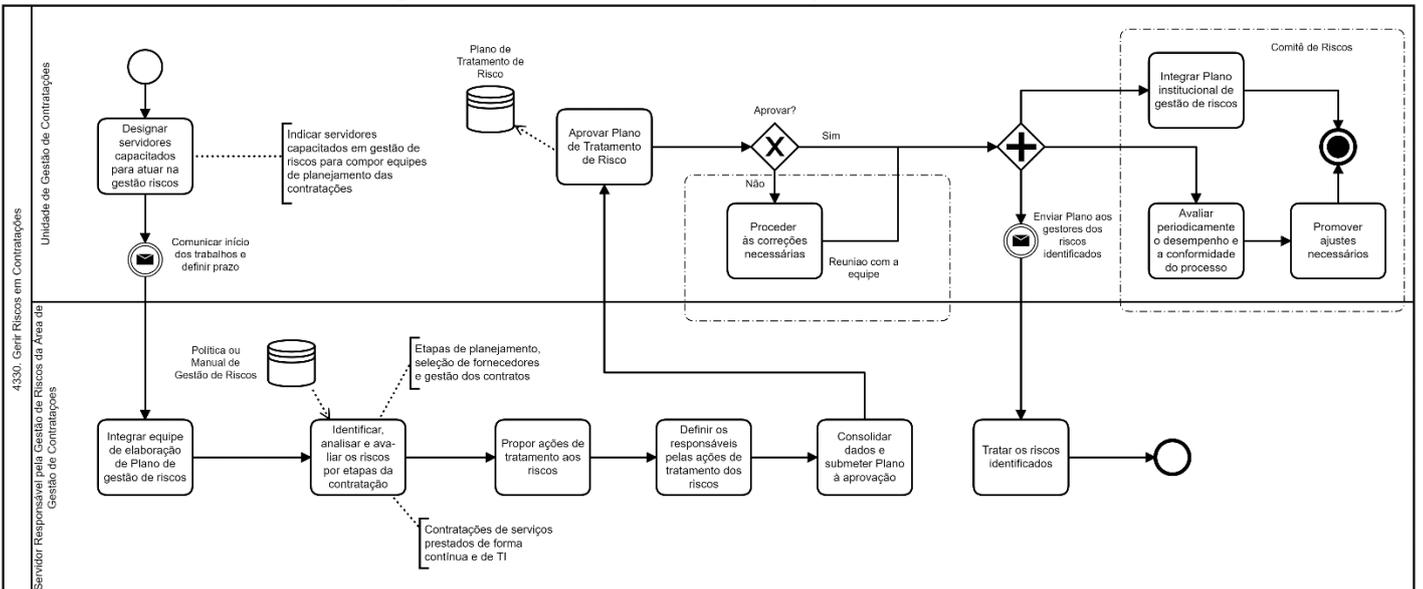 4330. Gerir Riscos em Contratações
Unidade de Gestão de Contratações
Designar
servidores
capacitados
para atuar na
gestão riscos
Indicar servidores
capacitados em gestão de
riscos para compor equipes
de planejamento das
contratações
Comunicar início
dos trabalhos e
definir prazo
Plano de
Tratamento de
Risco
Aprovar Plano
de Tratamento
de Risco
Aprovar?
Sim
Não
Proceder
às correções
necessárias
Reuniao com a
equipe
Enviar Plano aos
gestores dos
riscos
identificados
Comitê de Riscos
Integrar Plano
institucional de
gestão de riscos
Avaliar
periodicamente
o desempenho e
a conformidade
do processo
Promover
ajustes
necessários
Servidor Responsável pela Gestão de Riscos da Área de
Gestão de Contrataçoes
Integrar equipe
de elaboração
de Plano de
gestão de riscos
Política ou
Manual de
Gestão de Riscos
Identificar,
analisar e ava-
liar os riscos
por etapas da
contratação
Etapas de planejamento,
seleção de fornecedores
e gestão dos contratos
Contratações de serviços
prestados de forma
contínua e de TI
Propor ações de
tratamento aos
riscos
Definir os
responsáveis
pelas ações de
tratamento dos
riscos
Consolidar
dados e
submeter Plano
à aprovação
Tratar os riscos
identificados